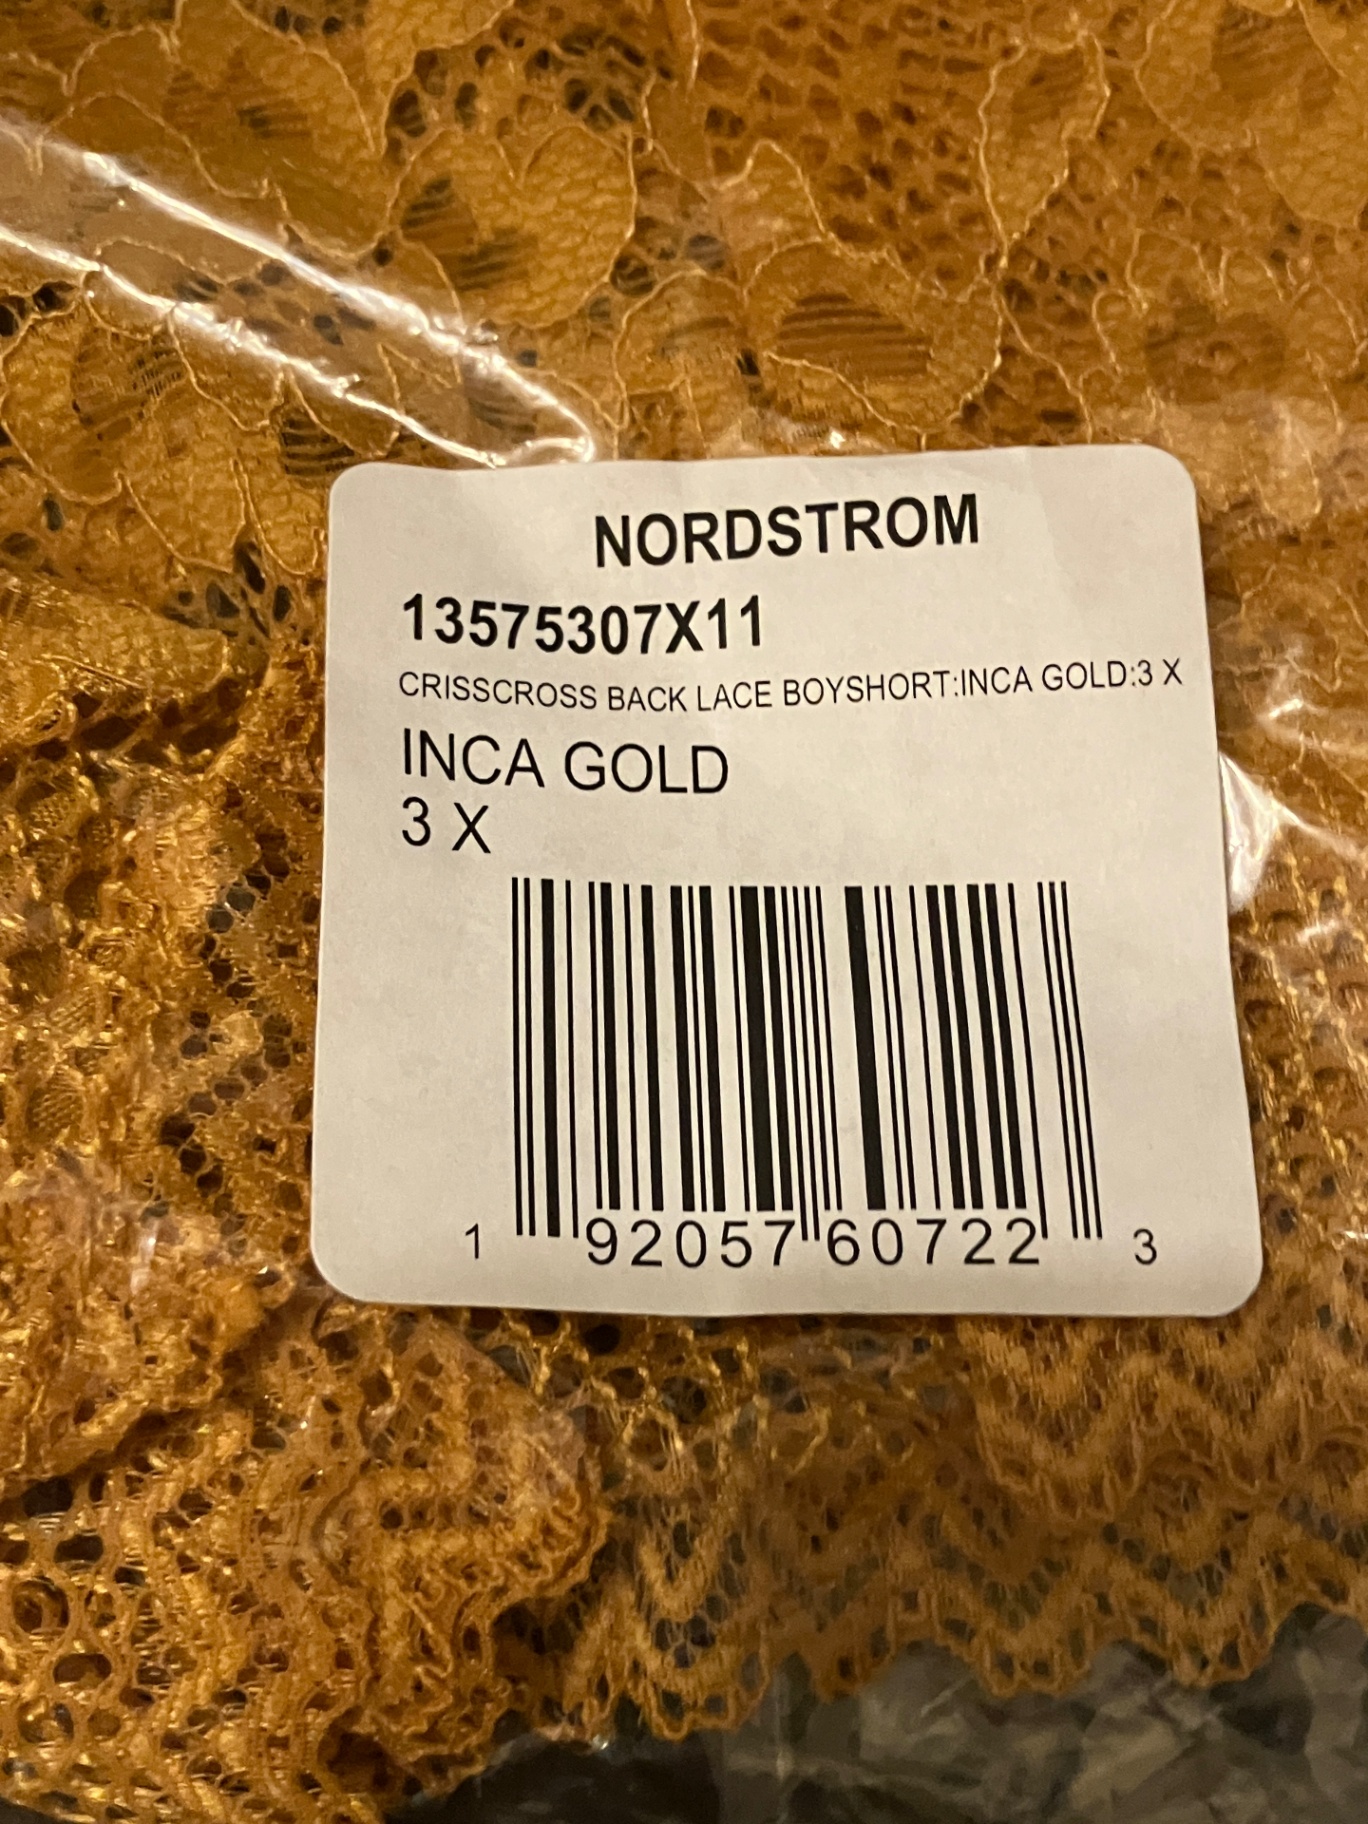 NORDSTROM
13575307X11
CRISSCROSS BACK LACE BOYSHORT:INCA GOLD:3 X
INCA GOLD
3 X
1 92057 60722 3